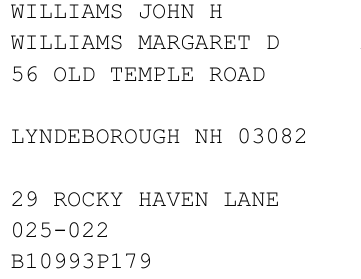 WILLIAMS JOHN H
WILLIAMS MARGARET D
56 OLD TEMPLE ROAD
LYNDEBOROUGH NH 03082
29 ROCKY HAVEN LANE
025-022
B10993P179